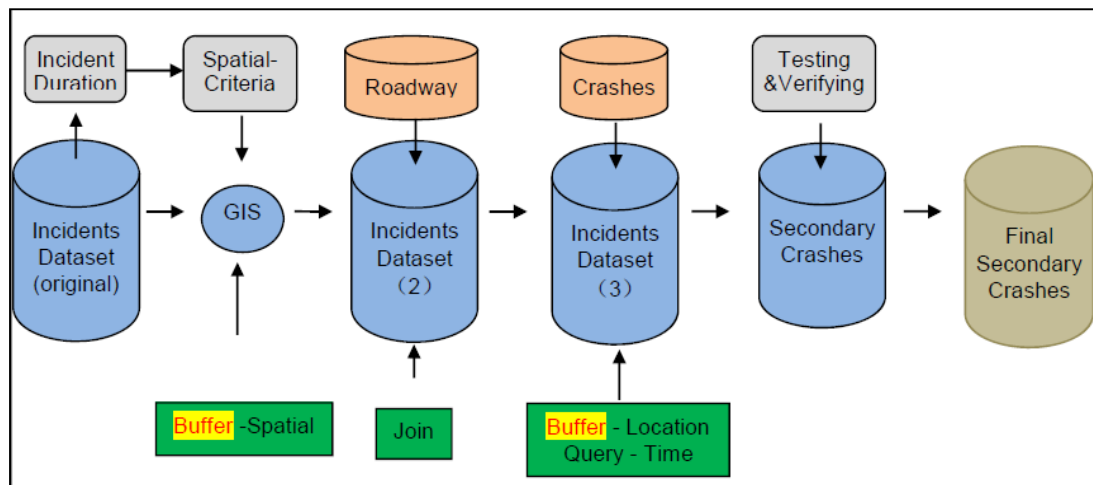 Incident
Duration
Spatial-
Criteria
Roadway
Crashes
Testing
&Verifying
Incidents
Dataset
(original)
GIS
Incidents
Dataset
（2）
Incidents
Dataset
（3）
Secondary
Crashes
Final
Secondary
Crashes
Buffer -Spatial
Join
Buffer - Location
Query - Time